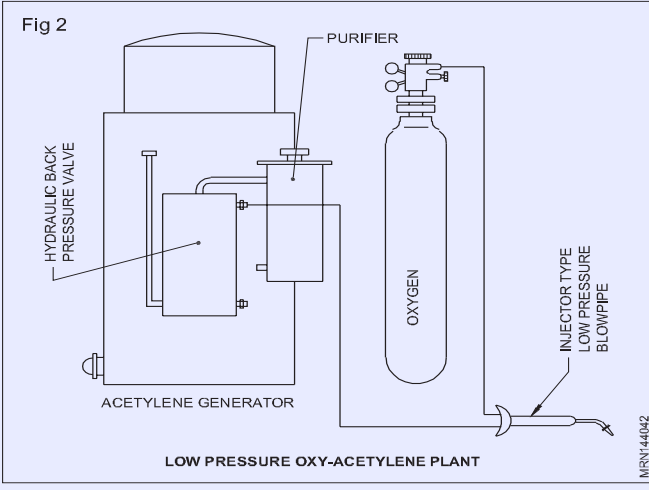 Fig 2
PURIFIER
HYDRAULIC BACK
PRESSURE VALVE
OXYGEN
INJECTOR TYPE
LOW PRESSURE
BLOWPIPE
ACETYLENE GENERATOR
LOW PRESSURE OXY-ACETYLENE PLANT
MRN144042